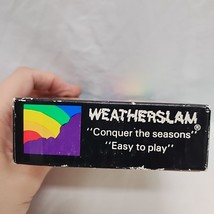 WEATHERSLAM®
"Conquer the seasons"
"Easy to play"